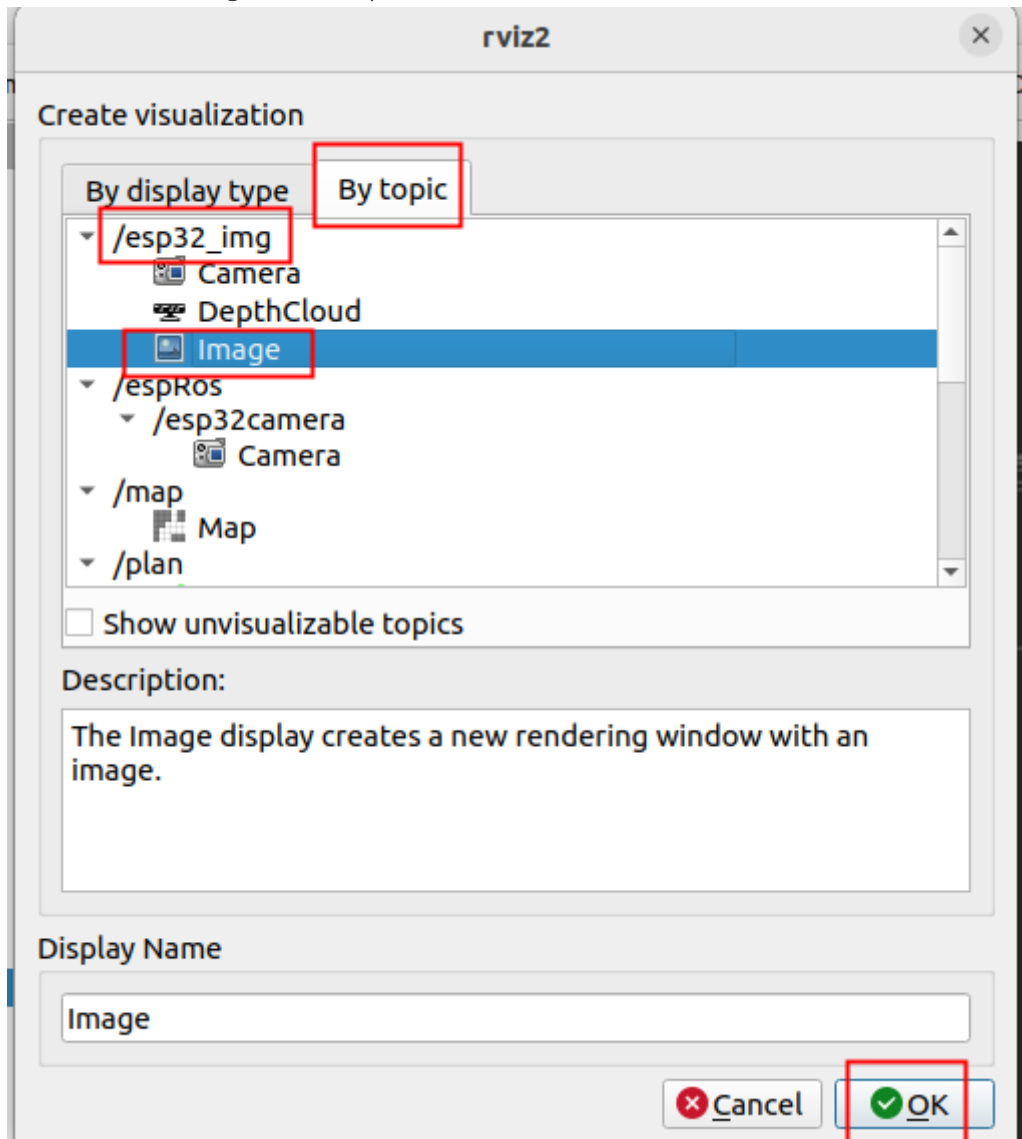 rviz2
Create visualization
By display type By topic
/esp32_img
Camera
DepthCloud
Image
/espRos
/esp32camera
Camera
/map
Map
/plan
Show unvisualizable topics
Description:
The Image display creates a new rendering window with an
image.
Display Name
Image
Cancel OK